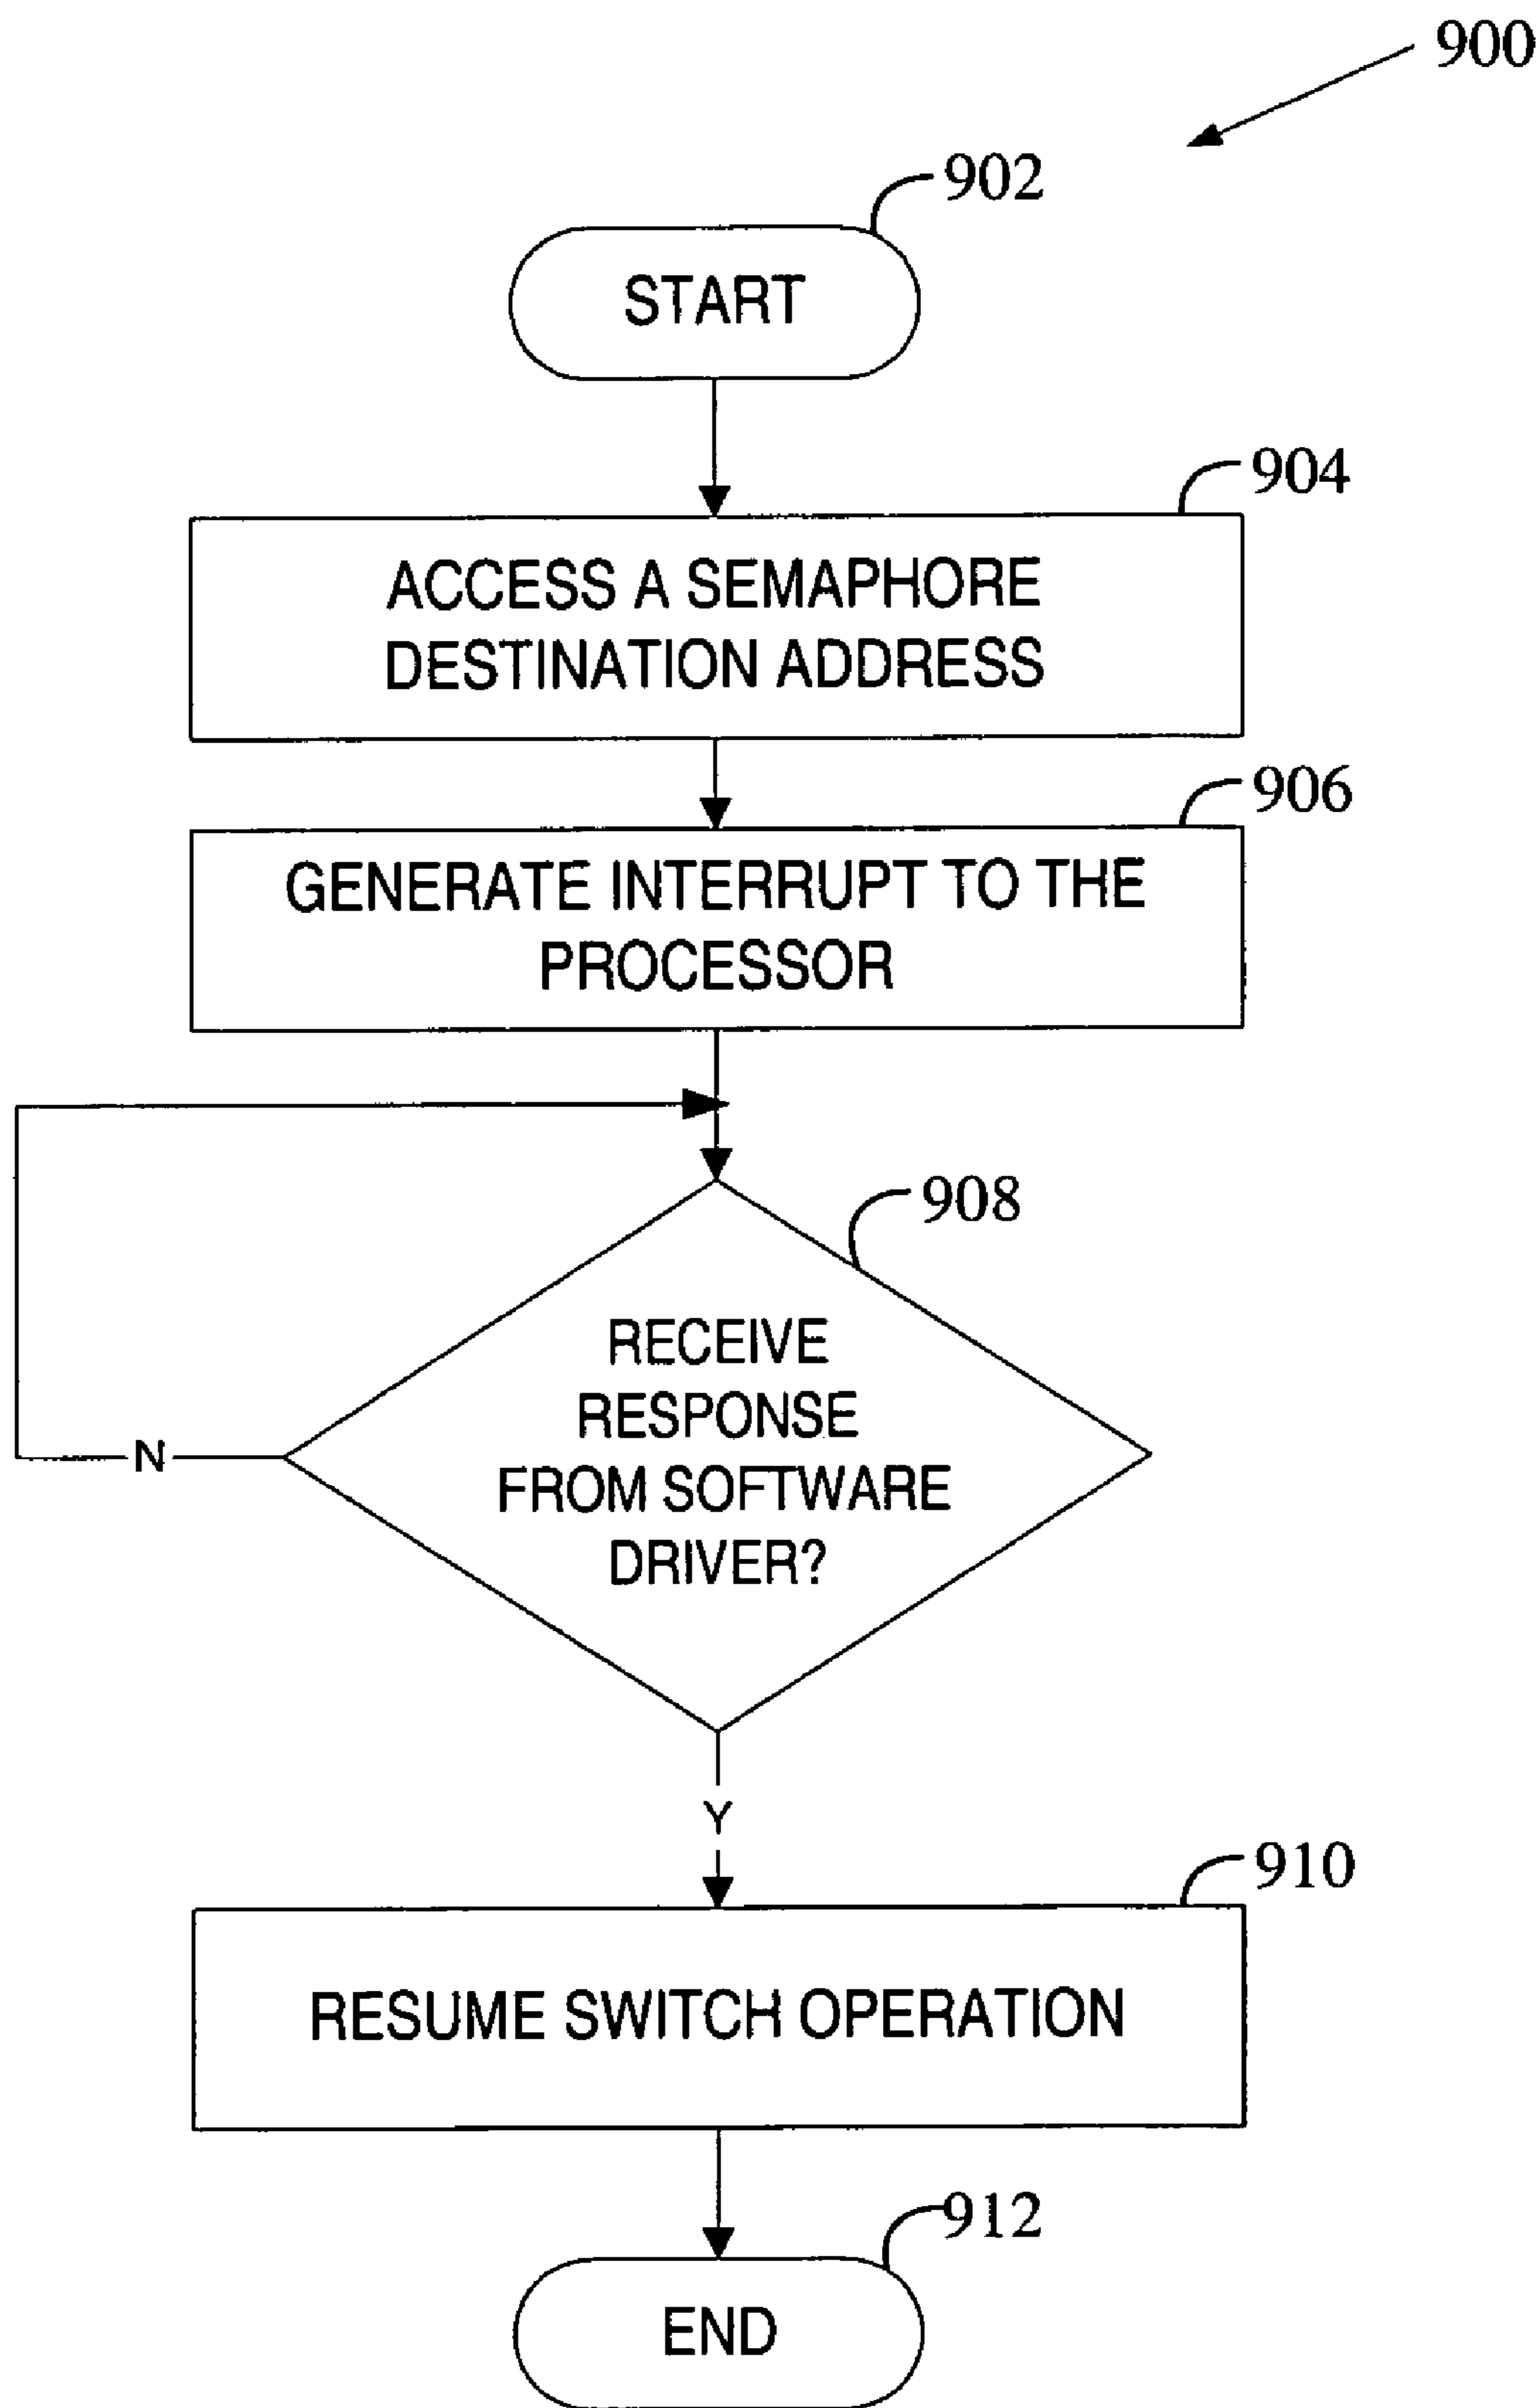 900
902
START
904
ACCESS A SEMAPHORE
DESTINATION ADDRESS
906
GENERATE INTERRUPT TO THE
PROCESSOR
908
RECEIVE
RESPONSE
FROM SOFTWARE
DRIVER?
N
Y
910
RESUME SWITCH OPERATION
912
END